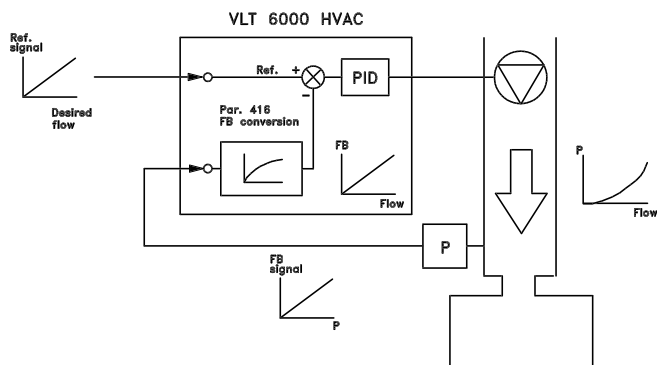 VLT 6000 HVAC
Ref.
signal
Desired
flow
Ref.
+
−
PID
Par. 416
FB conversion
FB
Flow
P
Flow
P
FB
signal
P